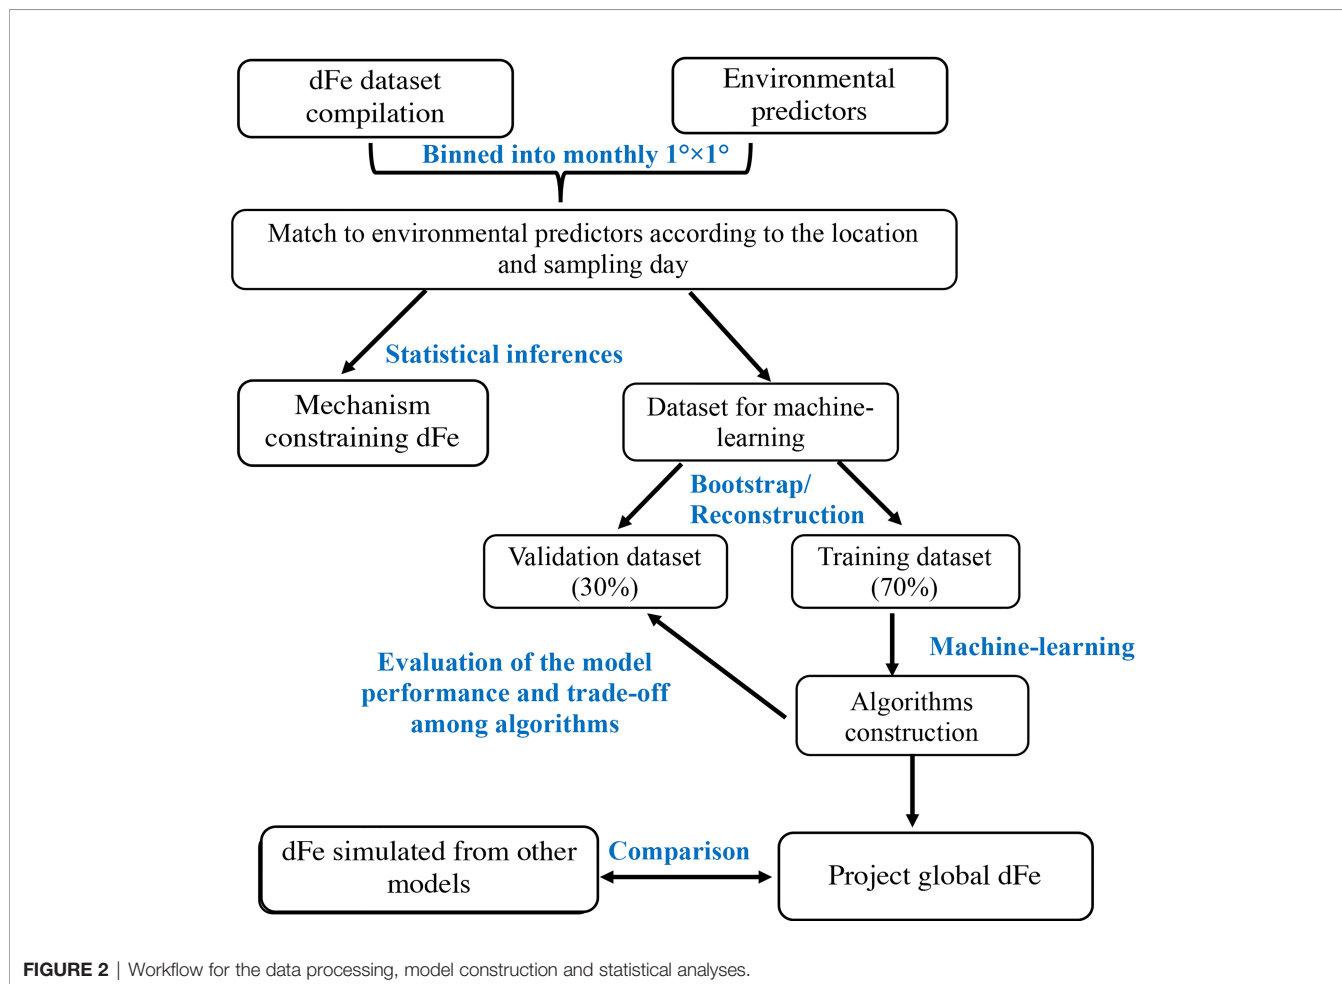 dFe dataset
compilation
Environmental
predictors
Binned into monthly 1°×1°
Match to environmental predictors according to the location
and sampling day
Statistical inferences
Mechanism
constraining dFe
Dataset for machine-
learning
Bootstrap/
Reconstruction
Validation dataset
(30%)
Training dataset
(70%)
Machine-learning
Evaluation of the model
performance and trade-off
among algorithms
Algorithms
construction
dFe simulated from other
models
Comparison
Project global dFe
FIGURE 2 | Workflow for the data processing, model construction and statistical analyses.